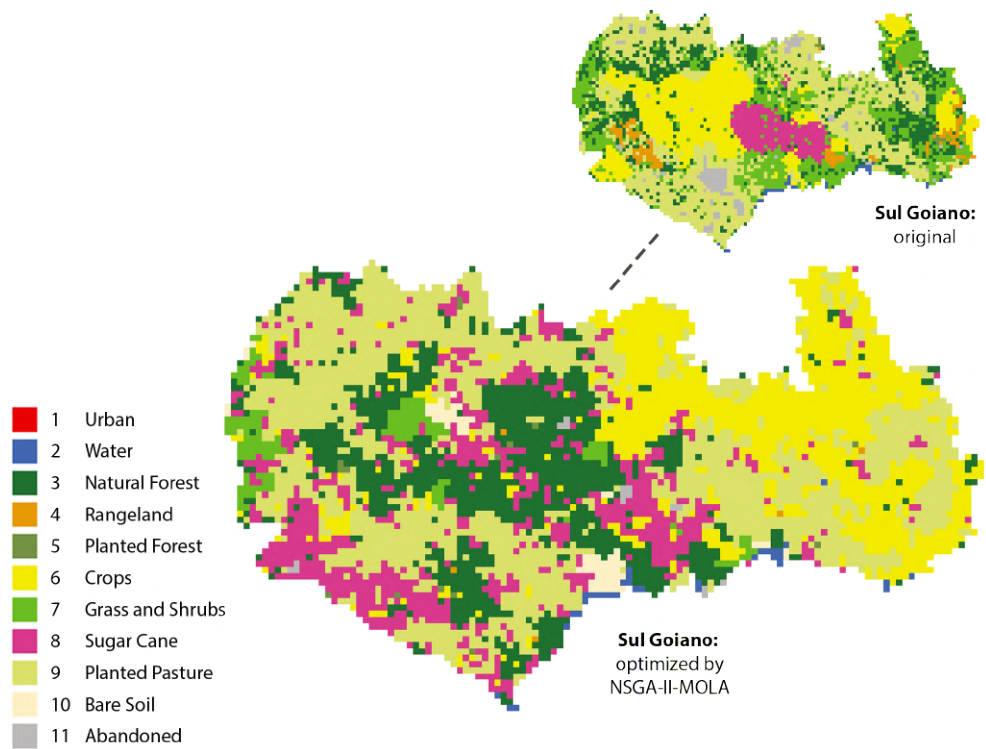 Sul Goiano:
original
1 Urban
2 Water
3 Natural Forest
4 Rangeland
5 Planted Forest
6 Crops
7 Grass and Shrubs
8 Sugar Cane
9 Planted Pasture
10 Bare Soil
11 Abandoned
Sul Goiano:
optimized by
NSGA-II-MOLA